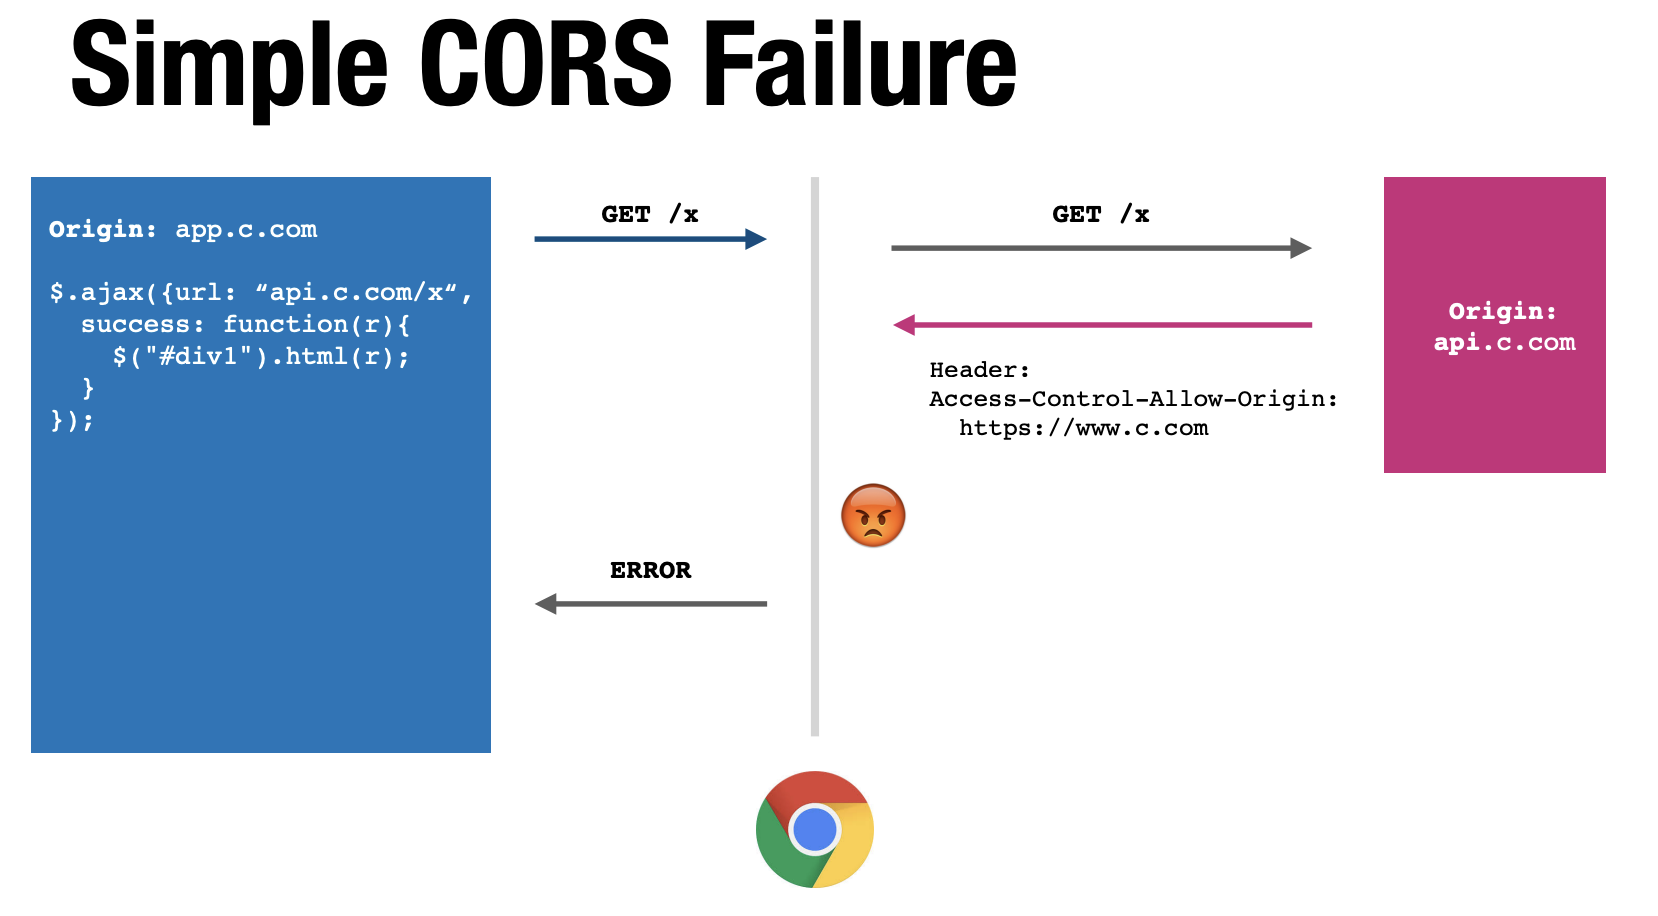 Simple CORS Failure
Origin: app.c.com
$.ajax({url: “api.c.com/x“,
success: function(r){
$("#div1").html(r);
}
});
GET /x
GET /x
Header:
Access-Control-Allow-Origin:
https://www.c.com
Origin:
api.c.com
ERROR